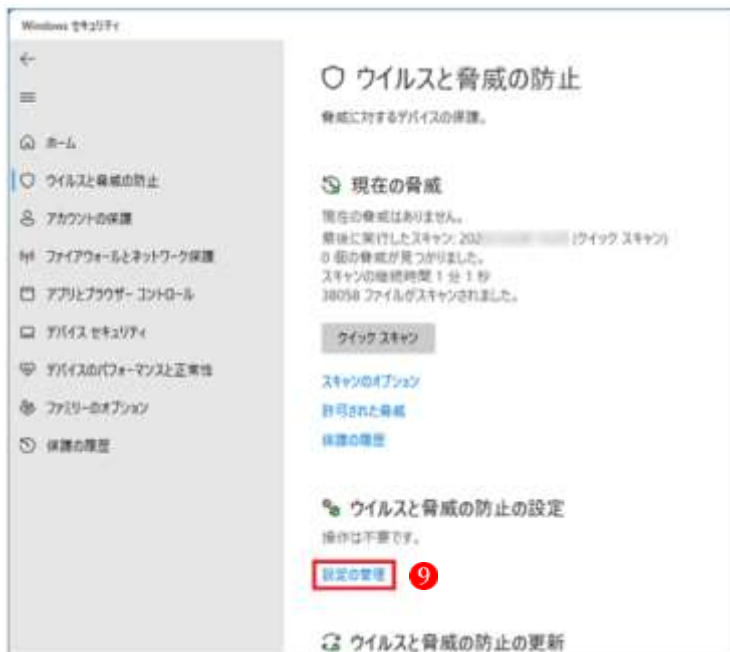 Windows セキュリティ
ホーム
ウイルスと脅威の防止
アカウントの保護
ファイアウォールとネットワーク保護
アプリとブラウザー コントロール
デバイス セキュリティ
デバイスのパフォーマンスと正常性
ファミリーのオプション
保護の履歴
ウイルスと脅威の防止
脅威に対するデバイスの保護。
現在の脅威
現在の脅威はありません。
最後に実行したスキャン: 202 (クイック スキャン)
0 個の脅威が見つかりました。
スキャンの継続時間 1 分 1 秒
38058 ファイルがスキャンされました。
クイック スキャン
スキャンのオプション
許可された脅威
保護の履歴
ウイルスと脅威の防止の設定
操作は不要です。
設定の管理 9
ウイルスと脅威の防止の更新